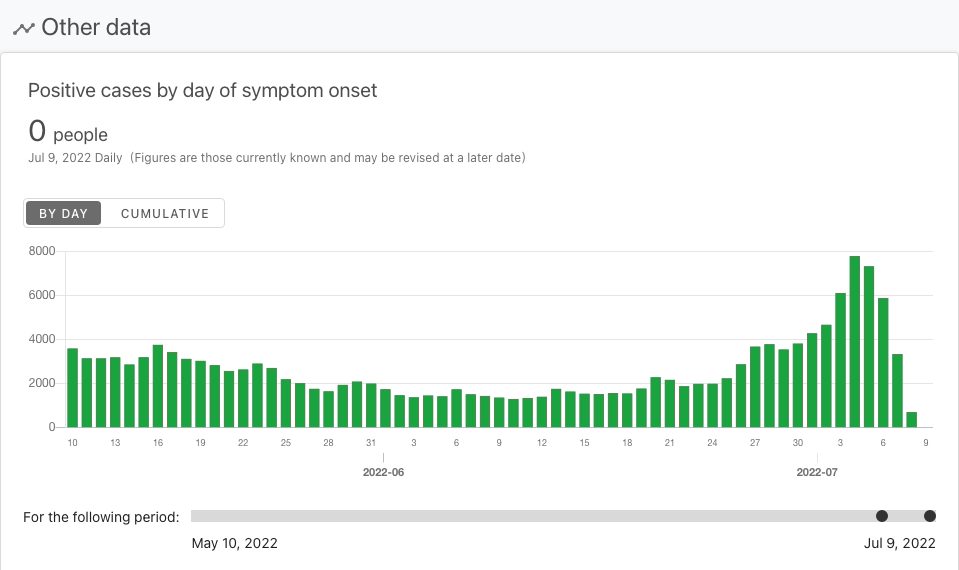 Other data
Positive cases by day of symptom onset
0 people
Jul 9, 2022 Daily (Figures are those currently known and may be revised at a later date)
BY DAY CUMULATIVE
8000
6000
4000
2000
0
10 13 16 19 22 25 28 31 3 6 9 12 15 18 21 24 27 30 3 6 9
2022-06 2022-07
For the following period:
May 10, 2022 Jul 9, 2022